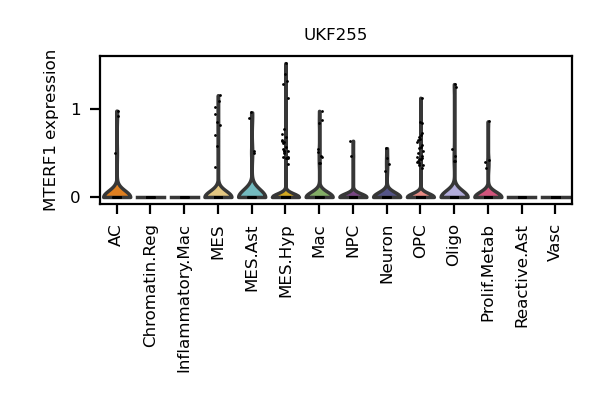 UKF255
MTERF1 expression
1
0
AC
Chromatin.Reg
Inflammatory.Mac
MES
MES.Ast
MES.Hyp
Mac
NPC
Neuron
OPC
Oligo
Prolif.Metab
Reactive.Ast
Vasc